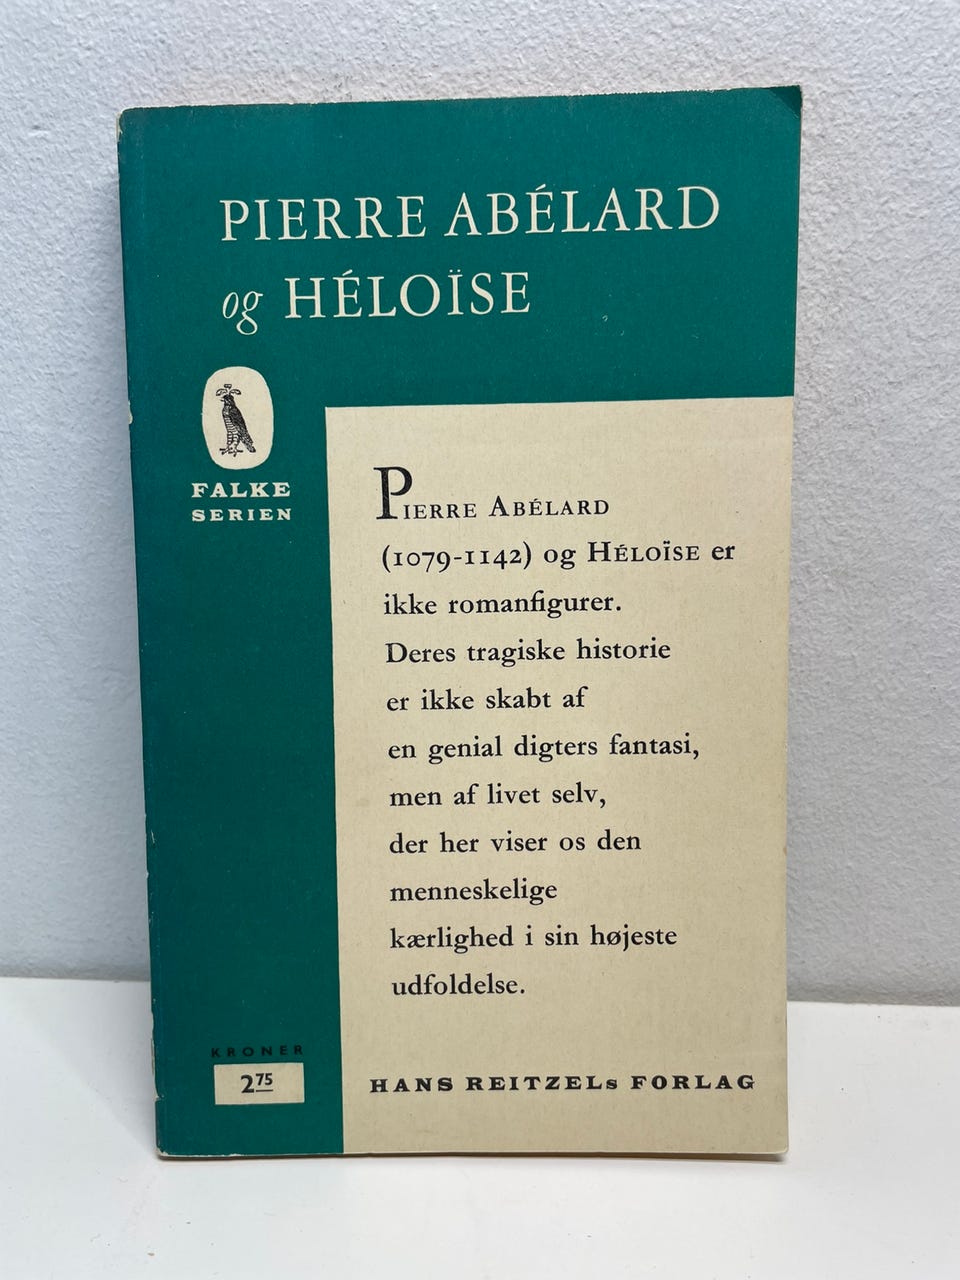 PIERRE ABÉLARD
og HÉLOÏSE
FALKE
SERIEN
PIERRE ABÉLARD
(1079-1142) og HÉLOÏSE er
ikke romanfigurer.
Deres tragiske historie
er ikke skabt af
en genial digters fantasi,
men af livet selv,
der her viser os den
menneskelige
kærlighed i sin højeste
udfoldelse.
KRONER
2 75
HANS REITZELs FORLAG